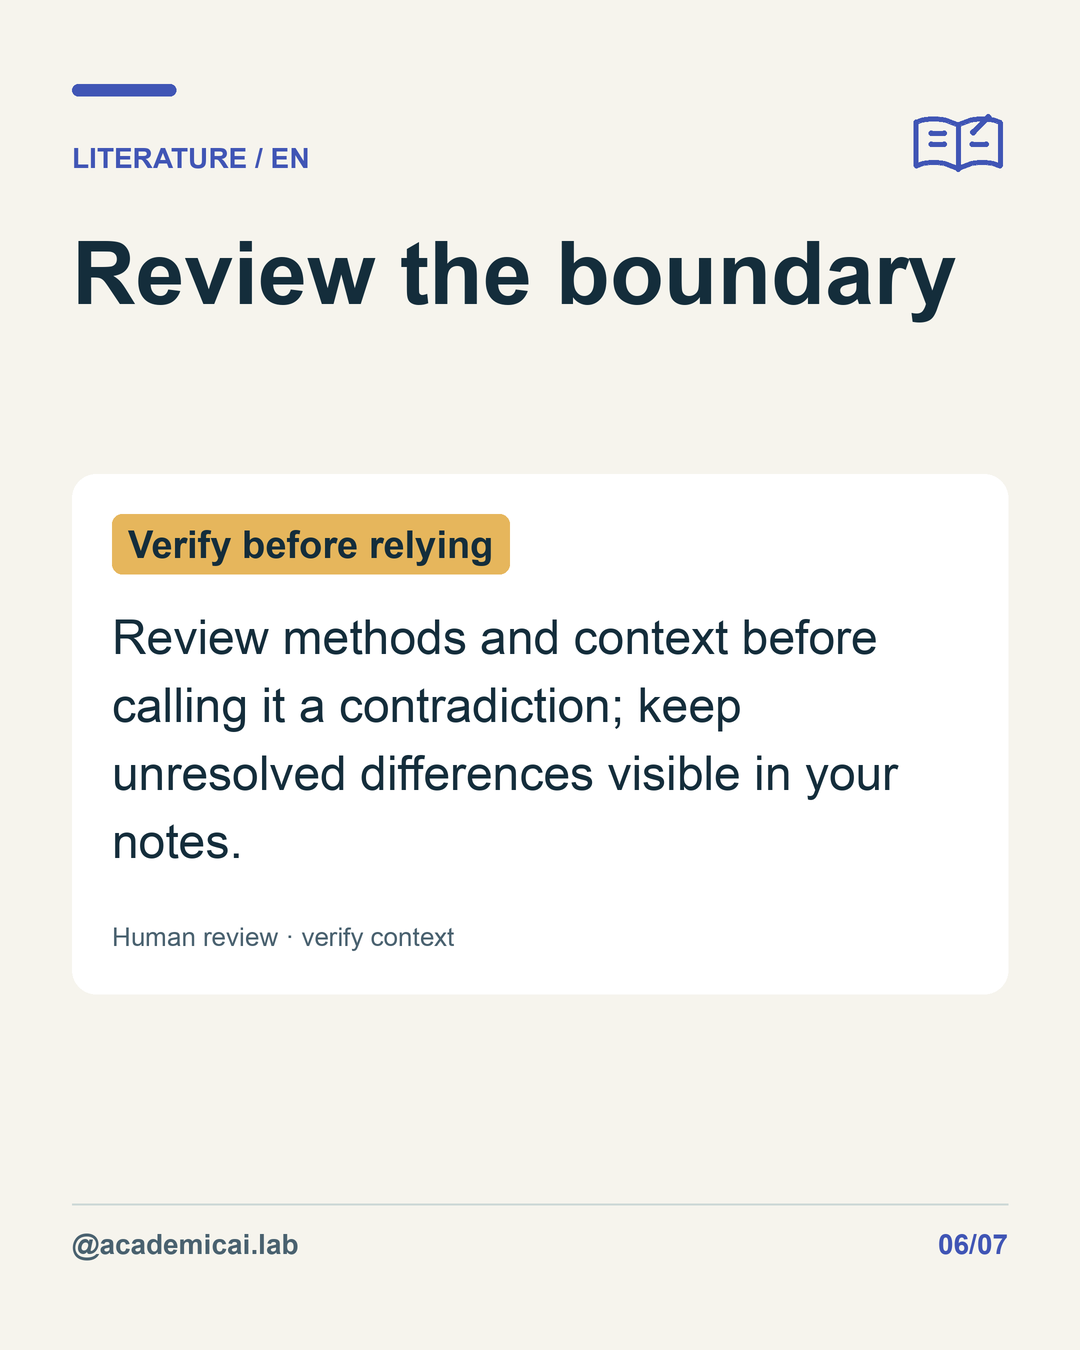 LITERATURE / EN
Review the boundary
Verify before relying
Review methods and context before
calling it a contradiction; keep
unresolved differences visible in your
notes.
Human review · verify context
@academicai.lab
06/07